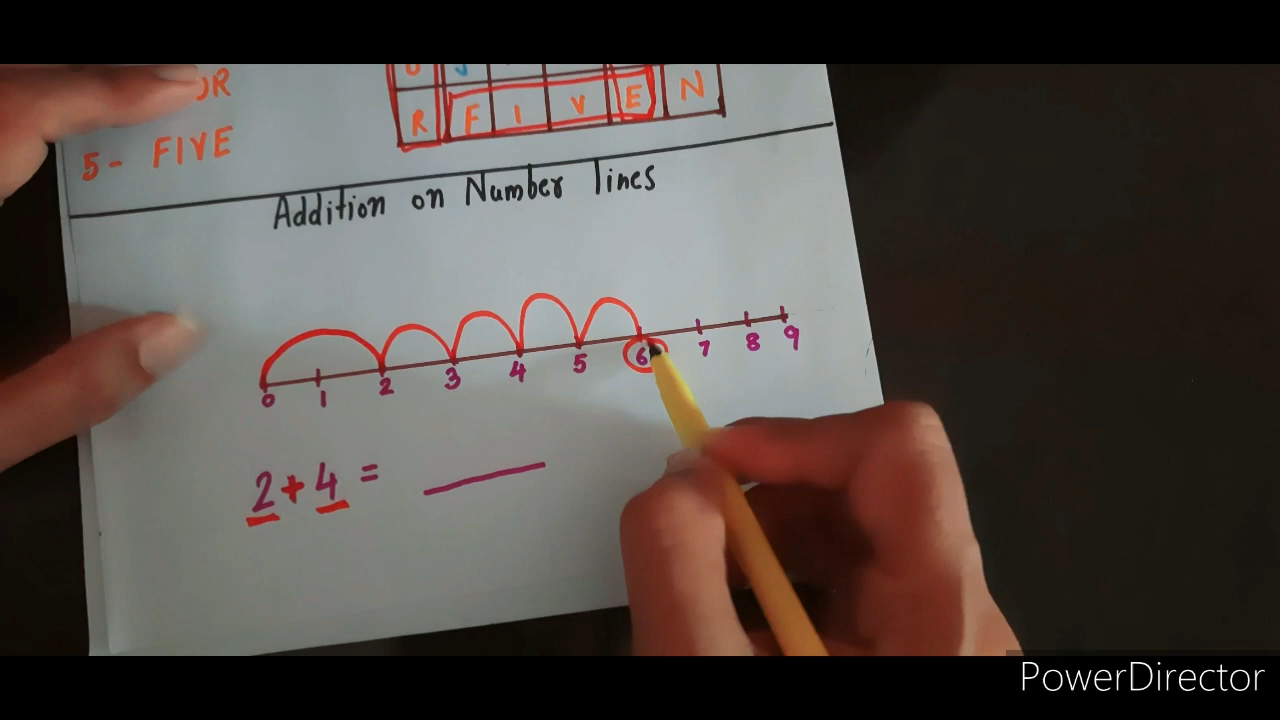 R F I V E N
5 - FIVE
Addition on Number lines
0 1 2 3 4 5 6 7 8 9
2 + 4 =
PowerDirector